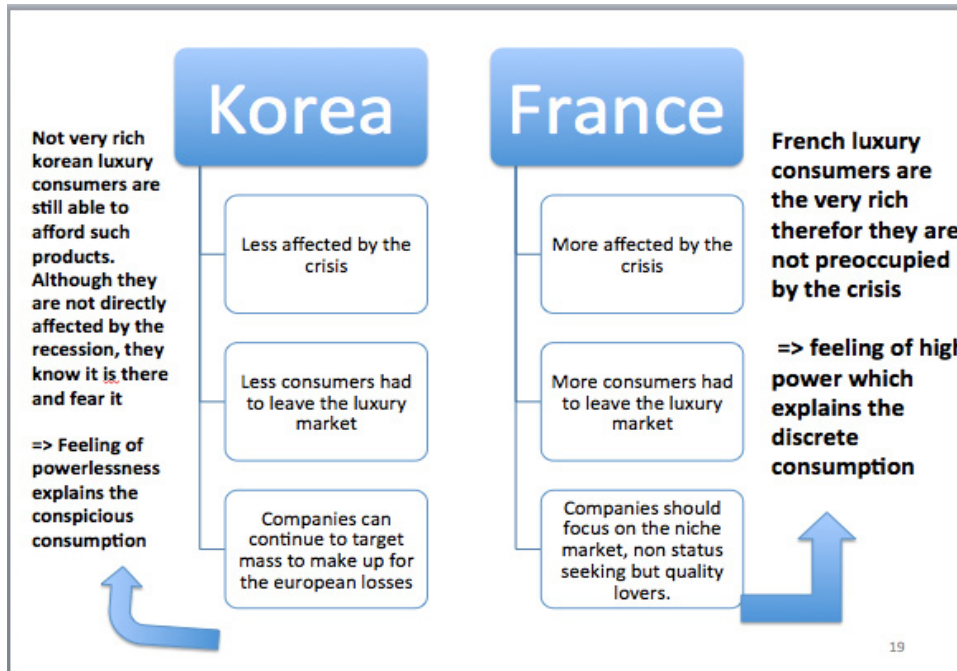 Korea
France
Not very rich
korean luxury
consumers are
still able to
afford such
products.
Although they
are not directly
affected by the
recession, they
know it is there
and fear it
=> Feeling of
powerlessness
explains the
conspicious
consumption
Less affected by the
crisis
Less consumers had
to leave the luxury
market
Companies can
continue to target
mass to make up for
the european losses
More affected by the
crisis
More consumers had
to leave the luxury
market
Companies should
focus on the niche
market, non status
seeking but quality
lovers.
French luxury
consumers are
the very rich
therefor they are
not preoccupied
by the crisis
=> feeling of high
power which
explains the
discrete
consumption
19